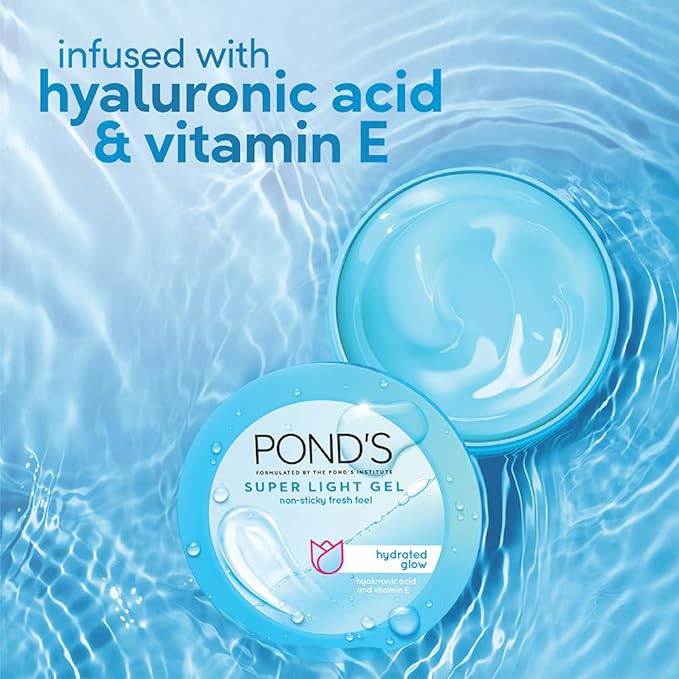 infused with
hyaluronic acid
& vitamin E
POND'S
FORMULATED BY THE POND'S INSTITUTE
SUPER LIGHT GEL
non-sticky fresh feel
hydrated
glow
hyaluronic acid
and vitamin E